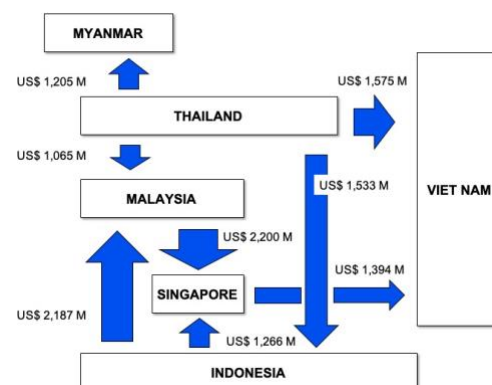 MYANMAR
US$ 1,205 M
US$ 1,575 M
THAILAND
US$ 1,065 M
US$ 1,533 M
MALAYSIA
VIET NAM
US$ 2,200 M
US$ 1,394 M
SINGAPORE
US$ 2,187 M
US$ 1,266 M
INDONESIA